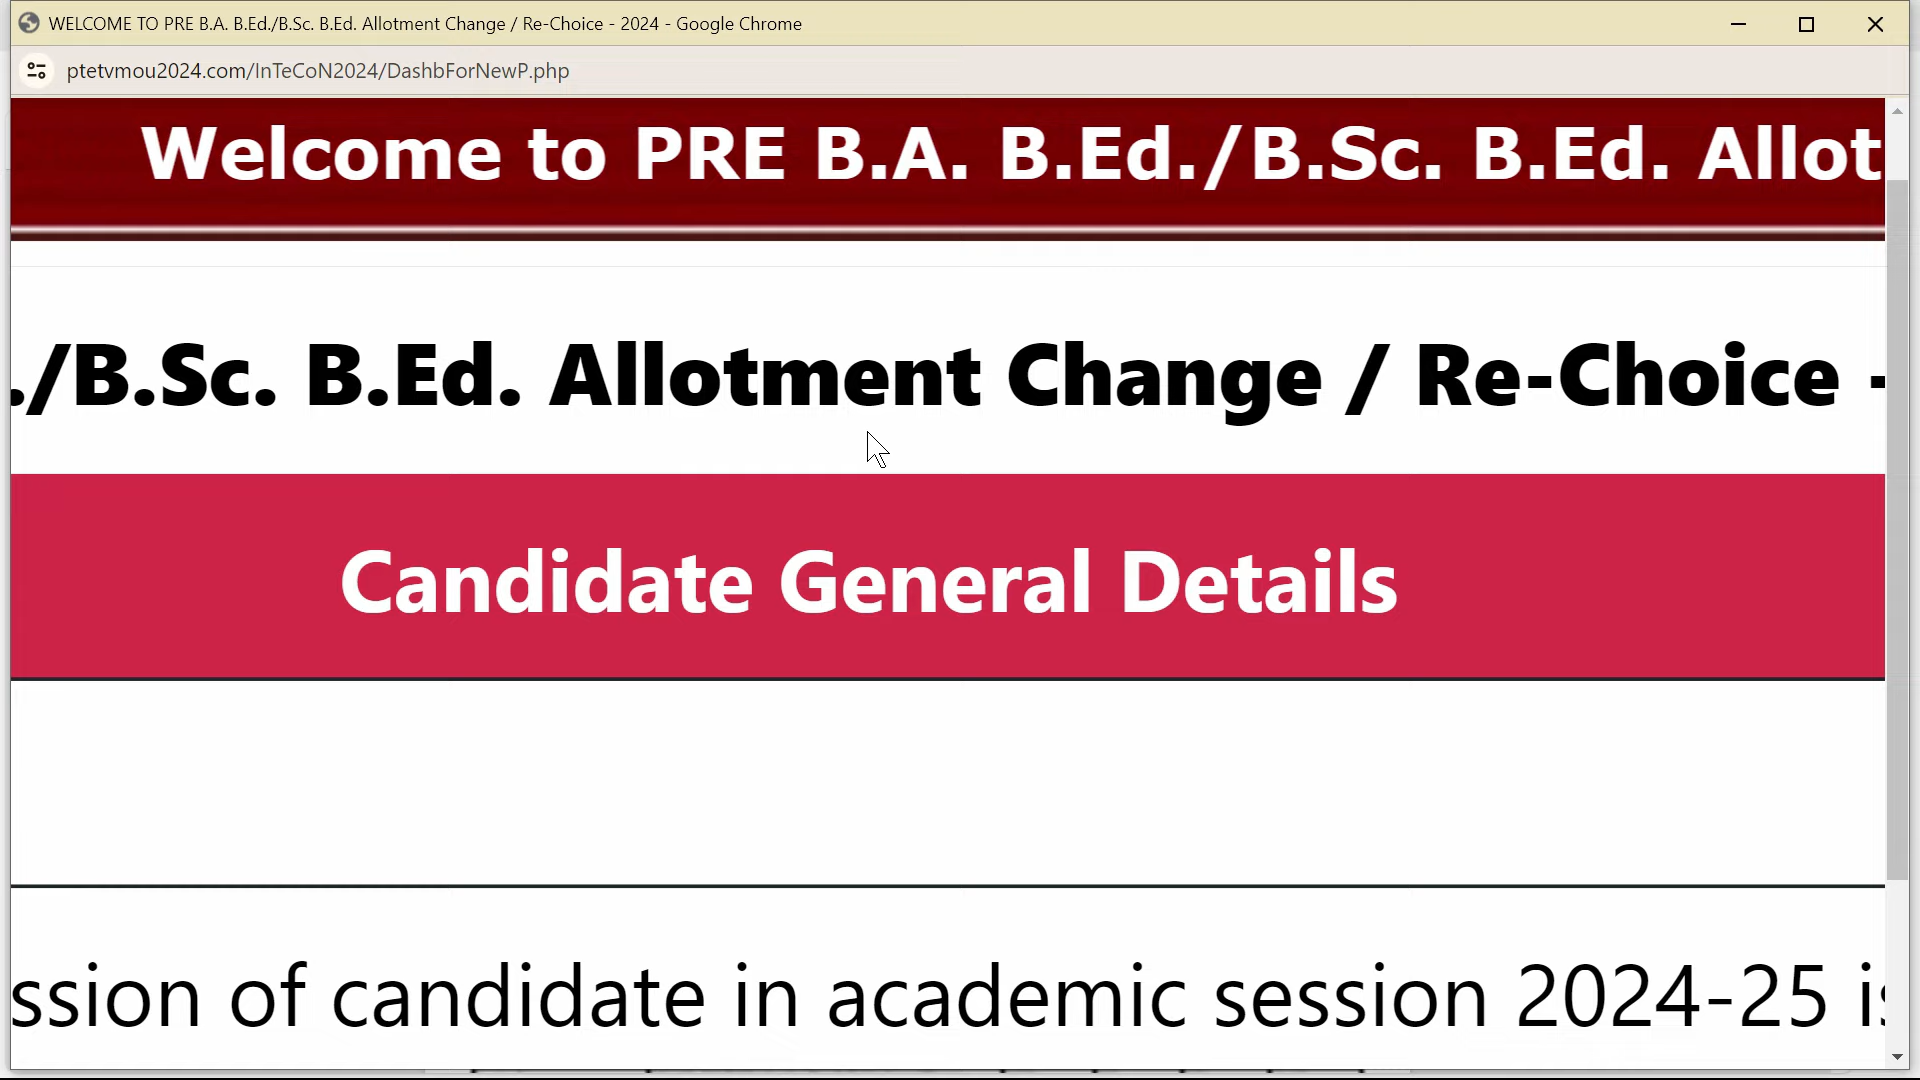 WELCOME TO PRE B.A. B.Ed./B.Sc. B.Ed. Allotment Change / Re-Choice - 2024 - Google Chrome
ptetvmou2024.com/InTeCoN2024/DashbForNewP.php
Welcome to PRE B.A. B.Ed./B.Sc. B.Ed. Allot
./B.Sc. B.Ed. Allotment Change / Re-Choice -
Candidate General Details
ssion of candidate in academic session 2024-25 is